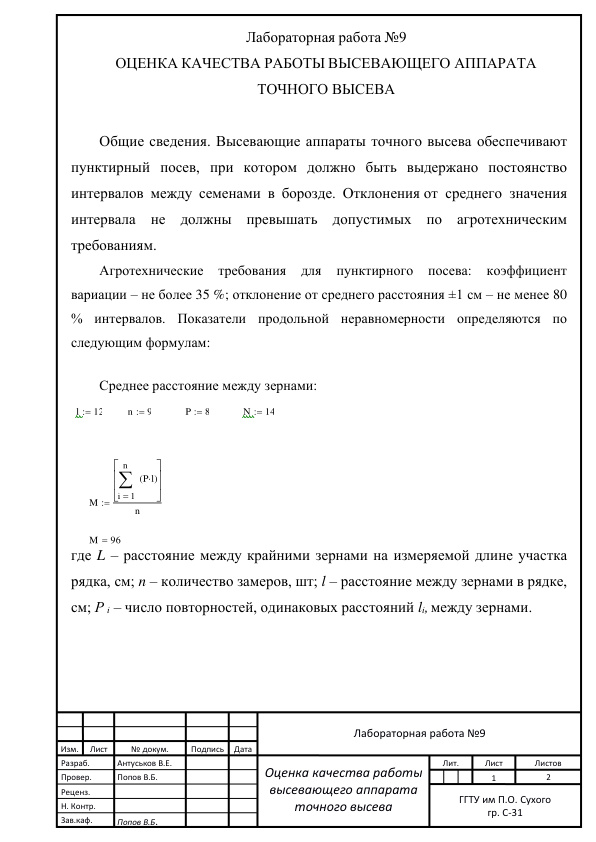 Лабораторная работа №9
ОЦЕНКА КАЧЕСТВА РАБОТЫ ВЫСЕВАЮЩЕГО АППАРАТА
ТОЧНОГО ВЫСЕВА
Общие сведения. Высевающие аппараты точного высева обеспечивают
пунктирный посев, при котором должно быть выдержано постоянство
интервалов между семенами в борозде. Отклонения от среднего значения
интервала не должны превышать допустимых по агротехническим
требованиям.
Агротехнические требования для пунктирного посева: коэффициент
вариации – не более 35 %; отклонение от среднего расстояния ±1 см – не менее 80
% интервалов. Показатели продольной неравномерности определяются по
следующим формулам:
Среднее расстояние между зернами:
l := 12 n := 9 P := 8 N := 14
n
∑ (P·l)
i = 1
M :=
n
M = 96
где L – расстояние между крайними зернами на измеряемой длине участка
рядка, см; n – количество замеров, шт; l – расстояние между зернами в рядке,
см; P i – число повторностей, одинаковых расстояний li, между зернами.
Лабораторная работа №9
Изм. Лист № докум. Подпись Дата
Разраб. Антуськов В.Е.
Провер. Попов В.Б.
Реценз.
Н. Контр.
Зав.каф. Попов В.Б.
Оценка качества работы
высевающего аппарата
точного высева
Лит. Лист Листов
1 2
ГГТУ им П.О. Сухого
гр. С-31